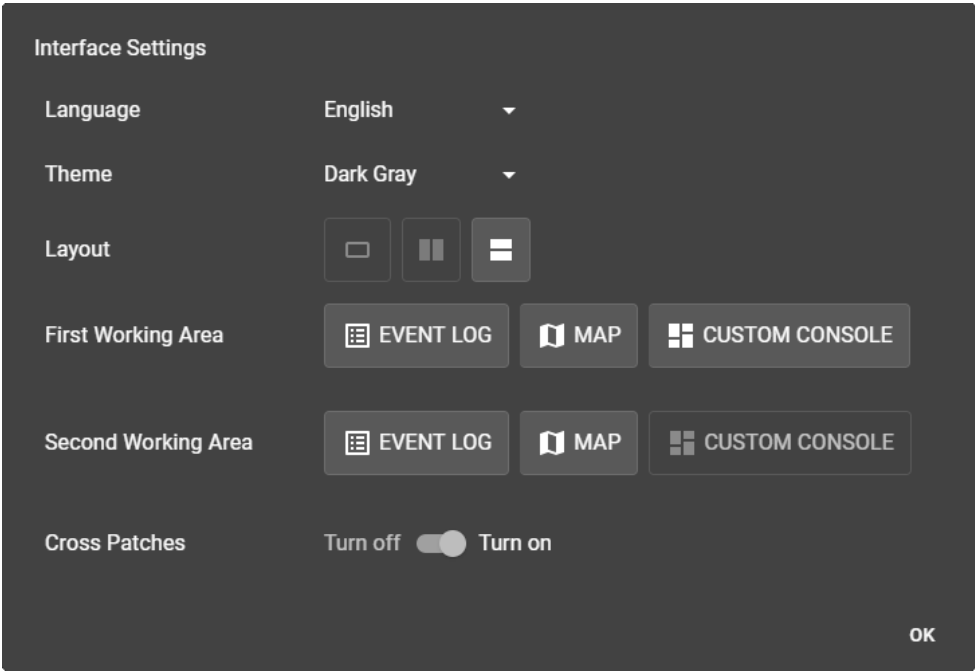 Interface Settings
Language English
Theme Dark Gray
Layout
First Working Area EVENT LOG MAP CUSTOM CONSOLE
Second Working Area EVENT LOG MAP CUSTOM CONSOLE
Cross Patches Turn off Turn on
OK